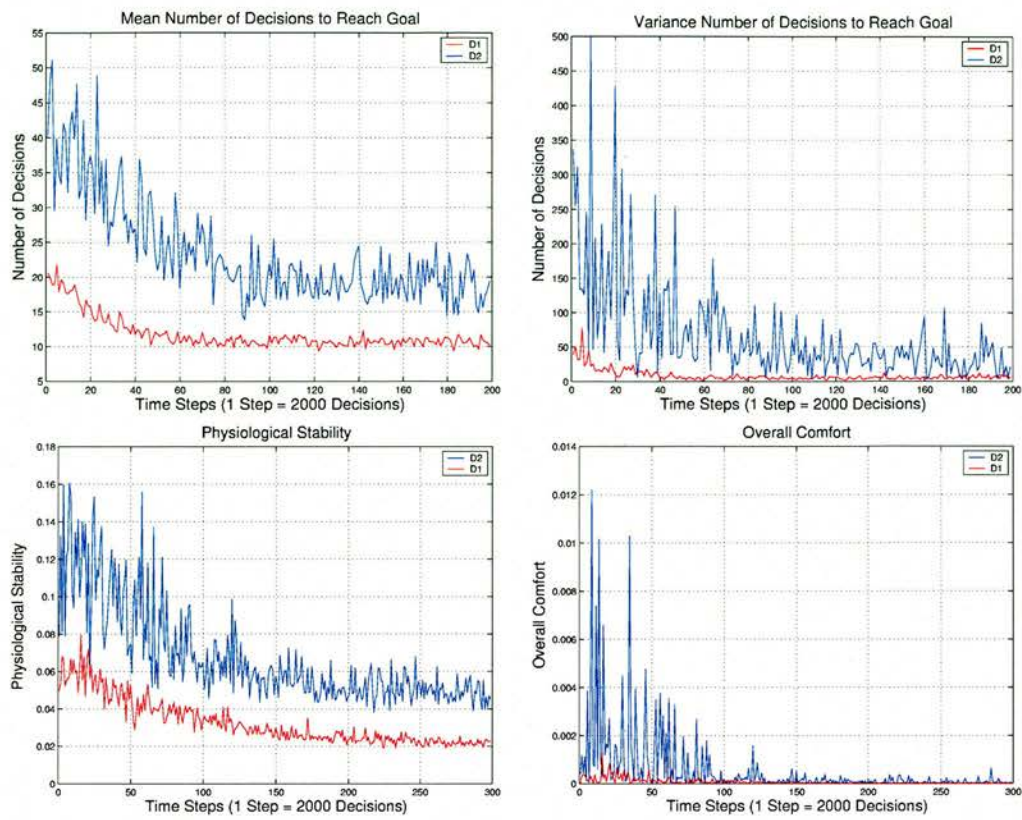 Mean Number of Decisions to Reach Goal
55
50
45
40
35
30
25
20
15
10
5
0 20 40 60 80 100 120 140 160 180 200
Number of Decisions
Time Steps (1 Step = 2000 Decisions)
D1
D2
Variance Number of Decisions to Reach Goal
500
450
400
350
300
250
200
150
100
50
0
0 20 40 60 80 100 120 140 160 180 200
Number of Decisions
Time Steps (1 Step = 2000 Decisions)
D1
D2
Physiological Stability
0.18
0.16
0.14
0.12
0.1
0.08
0.06
0.04
0.02
0
0 50 100 150 200 250 300
Physiological Stability
Time Steps (1 Step = 2000 Decisions)
D2
D1
Overall Comfort
0.014
0.012
0.01
0.008
0.006
0.004
0.002
0
0 50 100 150 200 250 300
Overall Comfort
Time Steps (1 Step = 2000 Decisions)
D2
D1